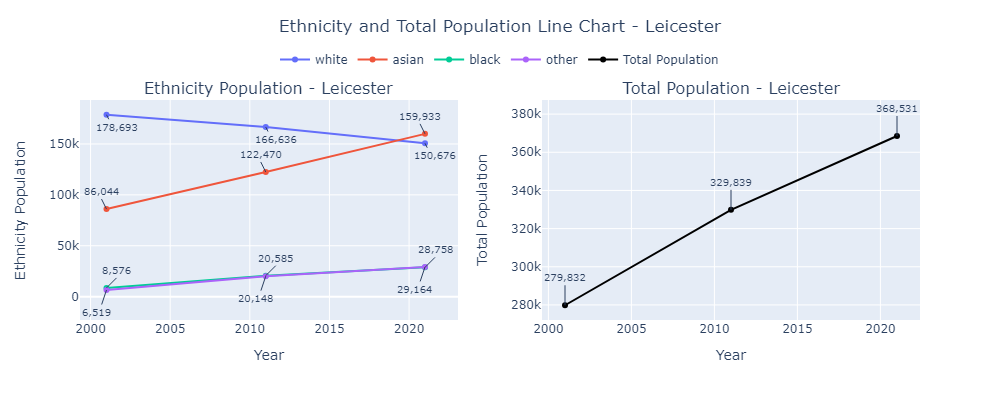 Ethnicity and Total Population Line Chart - Leicester
white asian black other Total Population
Ethnicity Population - Leicester
Ethnicity Population
150k
100k
50k
0
178,693
166,636
150,676
86,044
122,470
159,933
8,576
20,585
28,758
6,519
20,148
29,164
2000 2005 2010 2015 2020
Year
Total Population - Leicester
Total Population
380k
360k
340k
320k
300k
280k
279,832
329,839
368,531
2000 2005 2010 2015 2020
Year